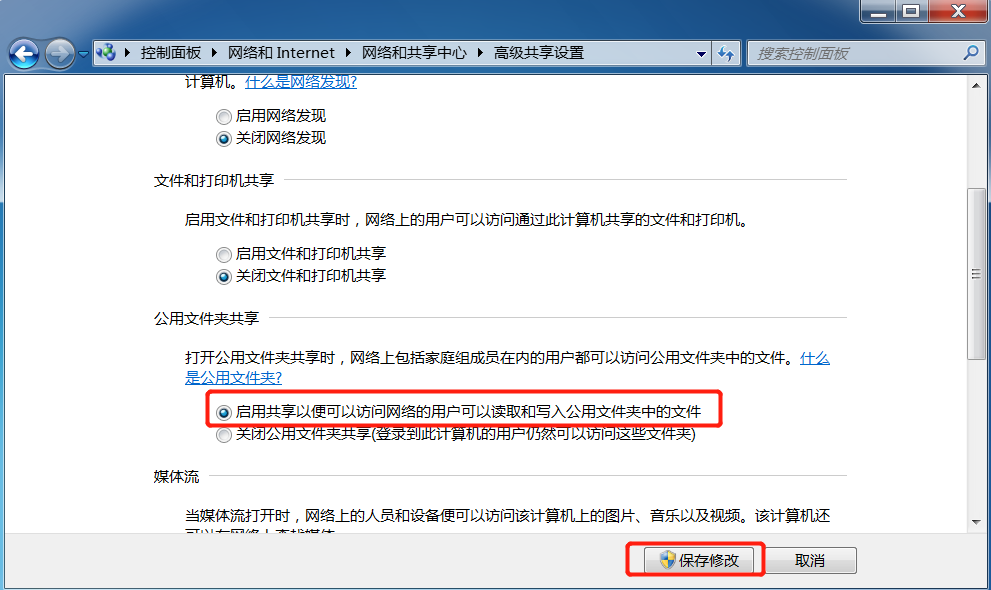 控制面板 网络和 Internet 网络和共享中心 高级共享设置 搜索控制面板
计算机。什么是网络发现?
启用网络发现
关闭网络发现
文件和打印机共享
启用文件和打印机共享时，网络上的用户可以访问通过此计算机共享的文件和打印机。
启用文件和打印机共享
关闭文件和打印机共享
公用文件夹共享
打开公用文件夹共享时，网络上包括家庭组成员在内的用户都可以访问公用文件夹中的文件。什么
是公用文件夹?
启用共享以便可以访问网络的用户可以读取和写入公用文件夹中的文件
关闭公用文件夹共享(登录到此计算机的用户仍然可以访问这些文件夹)
媒体流
当媒体流打开时，网络上的人员和设备便可以访问该计算机上的图片、音乐以及视频。该计算机还
可以在网络上查找媒体。
保存修改 取消